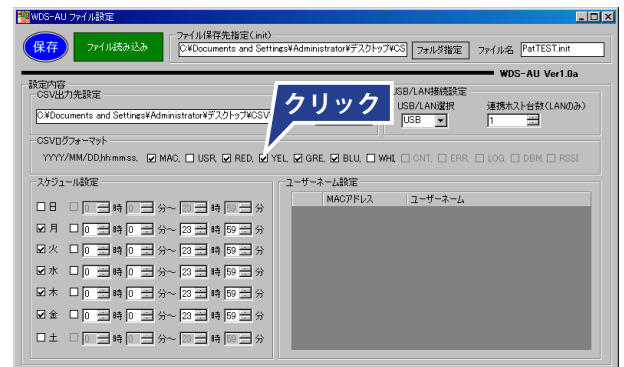 WDS-AU ファイル設定
保存
ファイル読み込み
ファイル保存先指定(.init)
C:¥Documents and Settings¥Administrator¥デスクトップ¥CS
フォルダ指定
ファイル名
PatTEST.init
WDS-AU Ver1.0a
設定内容
CSV出力先設定
C:¥Documents and Settings¥Administrator¥デスクトップ¥CSV
クリック
USB/LAN接続設定
USB/LAN選択
連携ホスト台数(LANのみ)
USB
1
CSVログフォーマット
YYYY/MM/DD,hh:mm:ss, MAC, USR, RED, YEL, GRE, BLU, WHI, CNT, ERR, LOG, DBM, RSSI
スケジュール設定
日 0 時 0 分～ 23 時 59 分
月 0 時 0 分～ 23 時 59 分
火 0 時 0 分～ 23 時 59 分
水 0 時 0 分～ 23 時 59 分
木 0 時 0 分～ 23 時 59 分
金 0 時 0 分～ 23 時 59 分
土 0 時 0 分～ 23 時 59 分
ユーザーネーム設定
MACアドレス ユーザーネーム